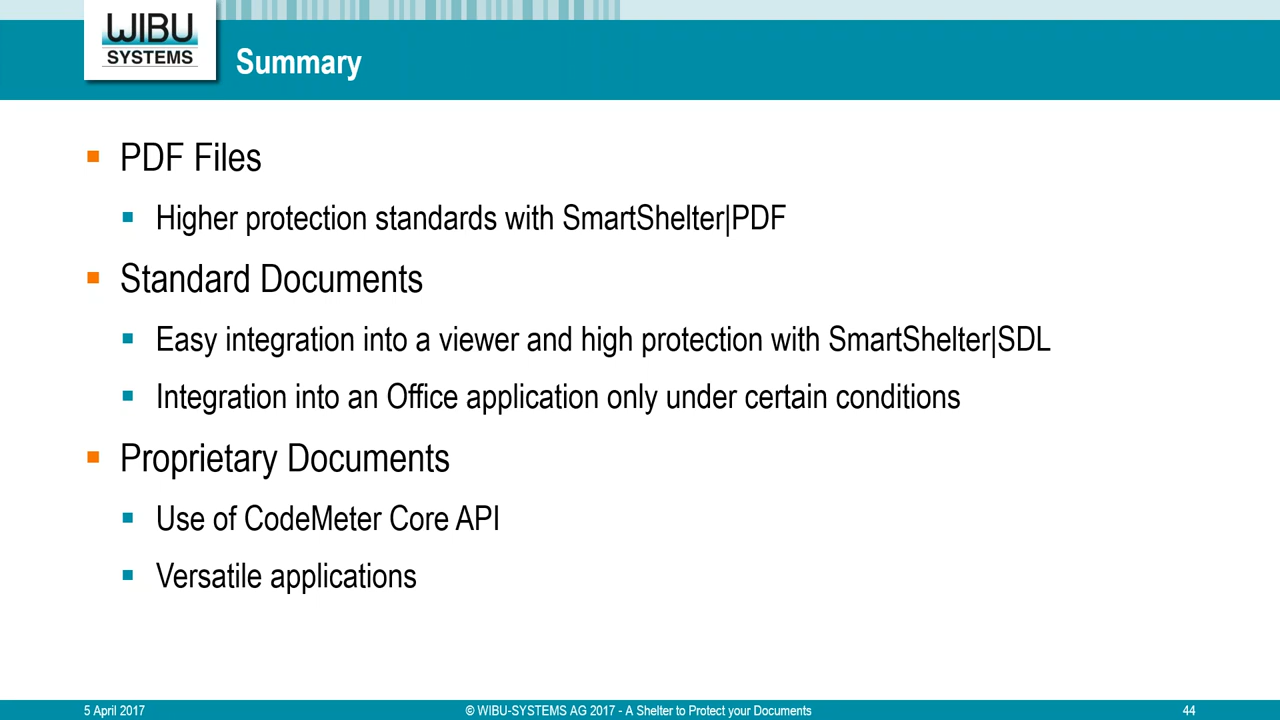 WIBU
SYSTEMS
Summary
PDF Files
Higher protection standards with SmartShelter|PDF
Standard Documents
Easy integration into a viewer and high protection with SmartShelter|SDL
Integration into an Office application only under certain conditions
Proprietary Documents
Use of CodeMeter Core API
Versatile applications
5 April 2017
© WIBU-SYSTEMS AG 2017 - A Shelter to Protect your Documents
44